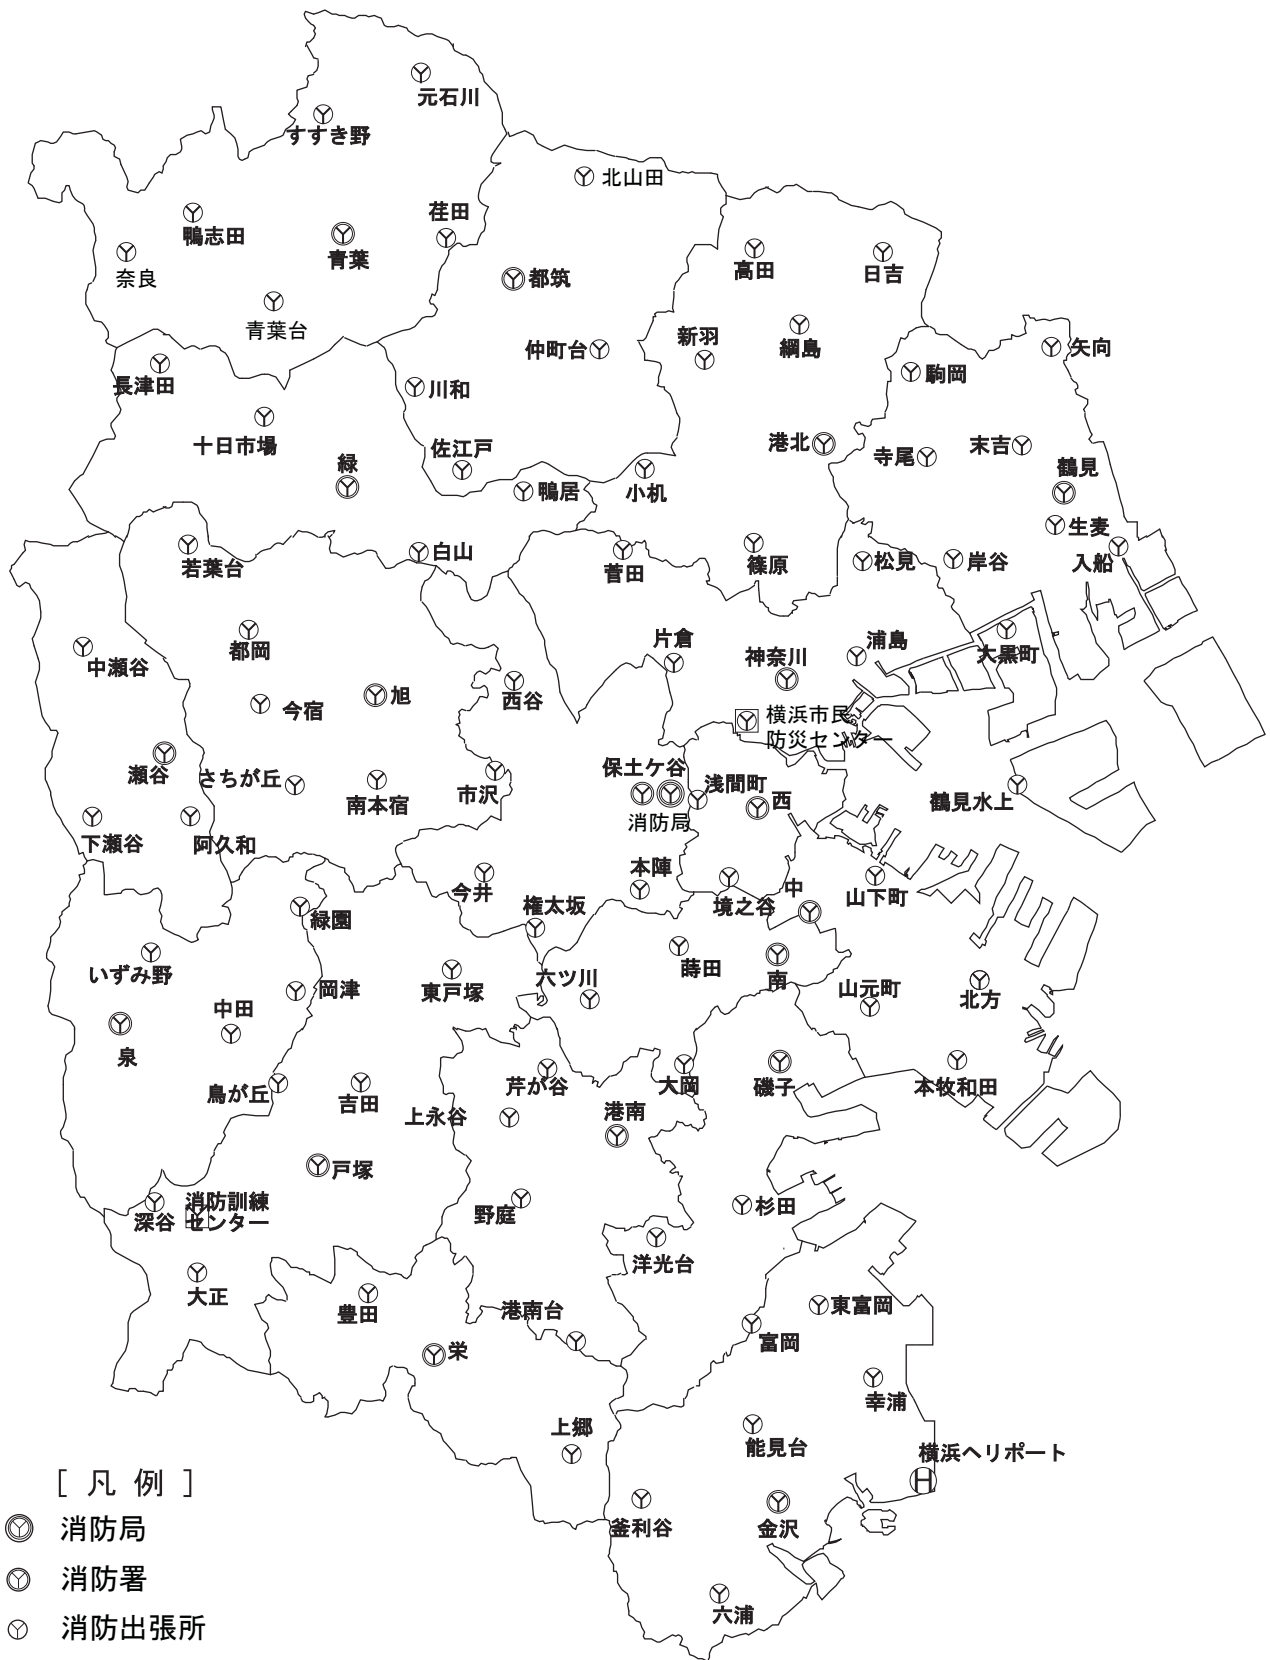 元石川
すすき野
北山田
荏田
鴨志田
青葉
奈良
高田
日吉
都筑
青葉台
新羽
綱島
仲町台
矢向
駒岡
長津田
川和
十日市場
佐江戸
港北
寺尾
末吉
緑
鶴見
鴨居
小机
生麦
白山
若葉台
菅田
篠原
松見
岸谷
入船
都岡
片倉
浦島
大黒町
中瀬谷
神奈川
西谷
旭
今宿
横浜市民
防災センター
瀬谷
さちが丘
保土ケ谷
浅間町
南本宿
市沢
西
鶴見水上
消防局
下瀬谷
阿久和
本陣
今井
中
山下町
権太坂
境之谷
緑園
いずみ野
蒔田
六ツ川
南
東戸塚
岡津
山元町
北方
中田
泉
芹が谷
大岡
磯子
本牧和田
鳥が丘
吉田
上永谷
港南
戸塚
消防訓練
センター
深谷
野庭
杉田
洋光台
大正
豊田
港南台
東富岡
富岡
栄
幸浦
上郷
能見台
横浜ヘリポート
H
釜利谷
金沢
六浦
［ 凡 例 ］
消防局
消防署
消防出張所